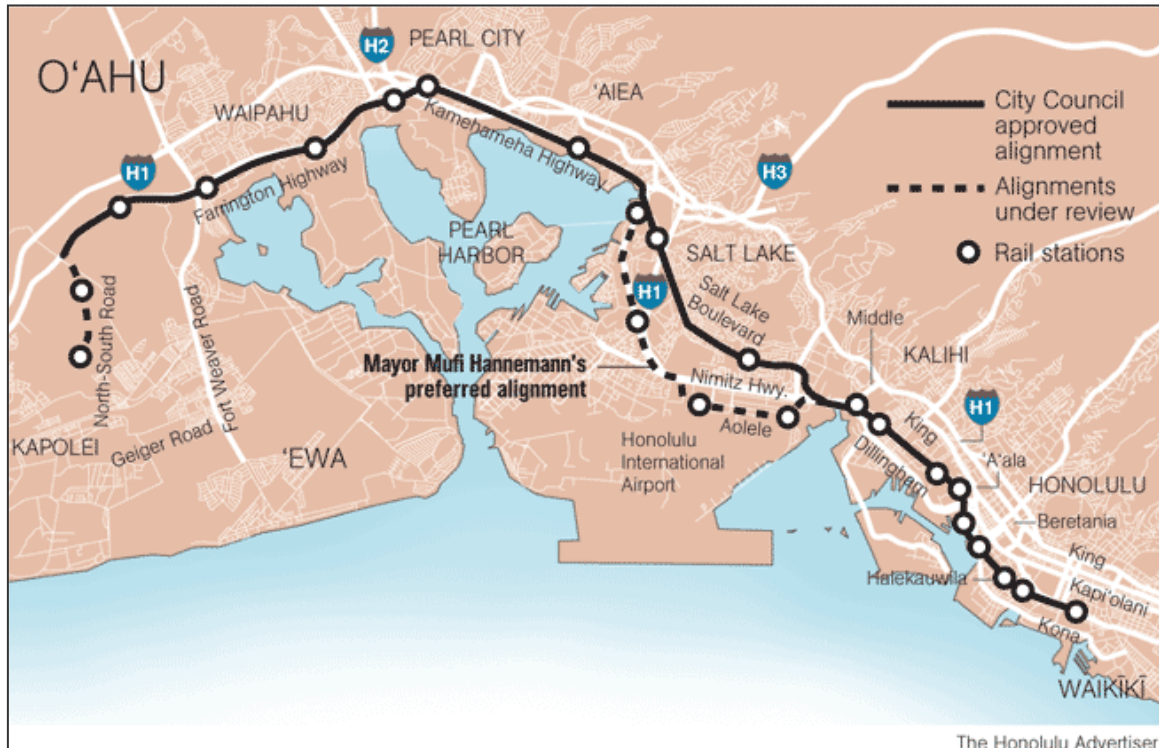 O‘AHU
H2
PEARL CITY
WAIPAHU
‘AIEA
City Council
approved
alignment
Alignments
under review
Rail stations
H1
Kamehameha Highway
H3
Farrington Highway
PEARL
HARBOR
SALT LAKE
H1
Salt Lake
Boulevard
Middle
KALIHI
North-South Road
Fort Weaver Road
Mayor Mufi Hannemann's
preferred alignment
Nimitz Hwy.
Aolele
King
H1
KAPOLEI
Geiger Road
‘EWA
Honolulu
International
Airport
Dillingham
‘A‘ala
HONOLULU
Beretania
King
Halekauwila
Kapi‘olani
Kona
WAIKĪKĪ
The Honolulu Advertiser